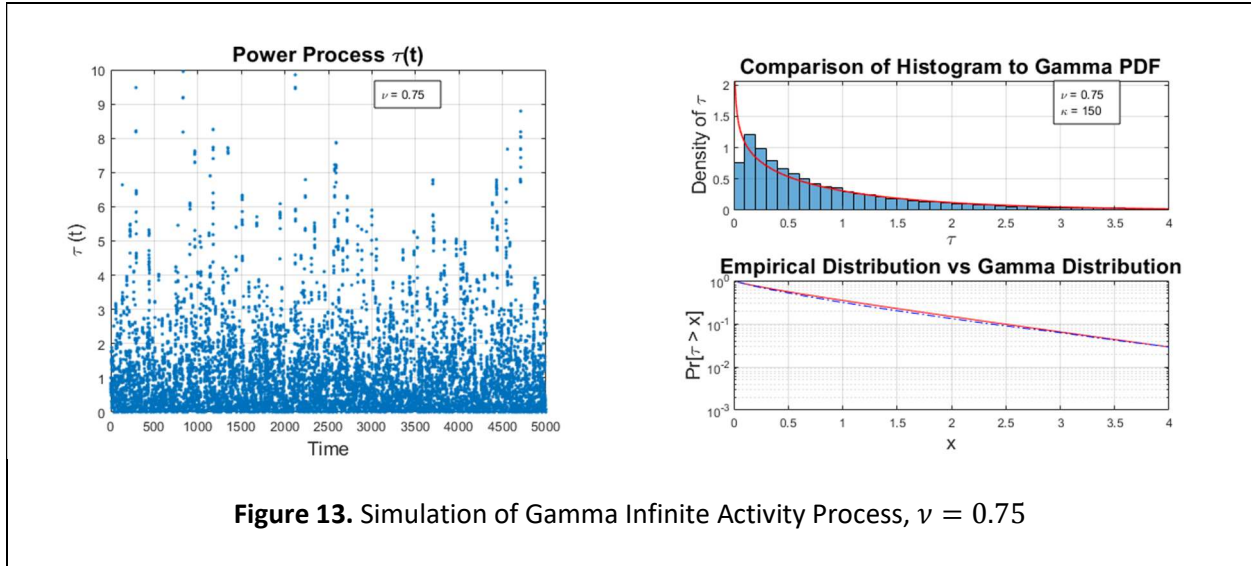 Power Process τ(t)
ν = 0.75
τ (t)
10
9
8
7
6
5
4
3
2
1
0
0 500 1000 1500 2000 2500 3000 3500 4000 4500 5000
Time
Comparison of Histogram to Gamma PDF
ν = 0.75
κ = 150
Density of τ
2
1.5
1
0.5
0
0 0.5 1 1.5 2 2.5 3 3.5 4
τ
Empirical Distribution vs Gamma Distribution
Pr[τ > x]
10^0
10^-1
10^-2
10^-3
0 0.5 1 1.5 2 2.5 3 3.5 4
x
Figure 13. Simulation of Gamma Infinite Activity Process, ν = 0.75